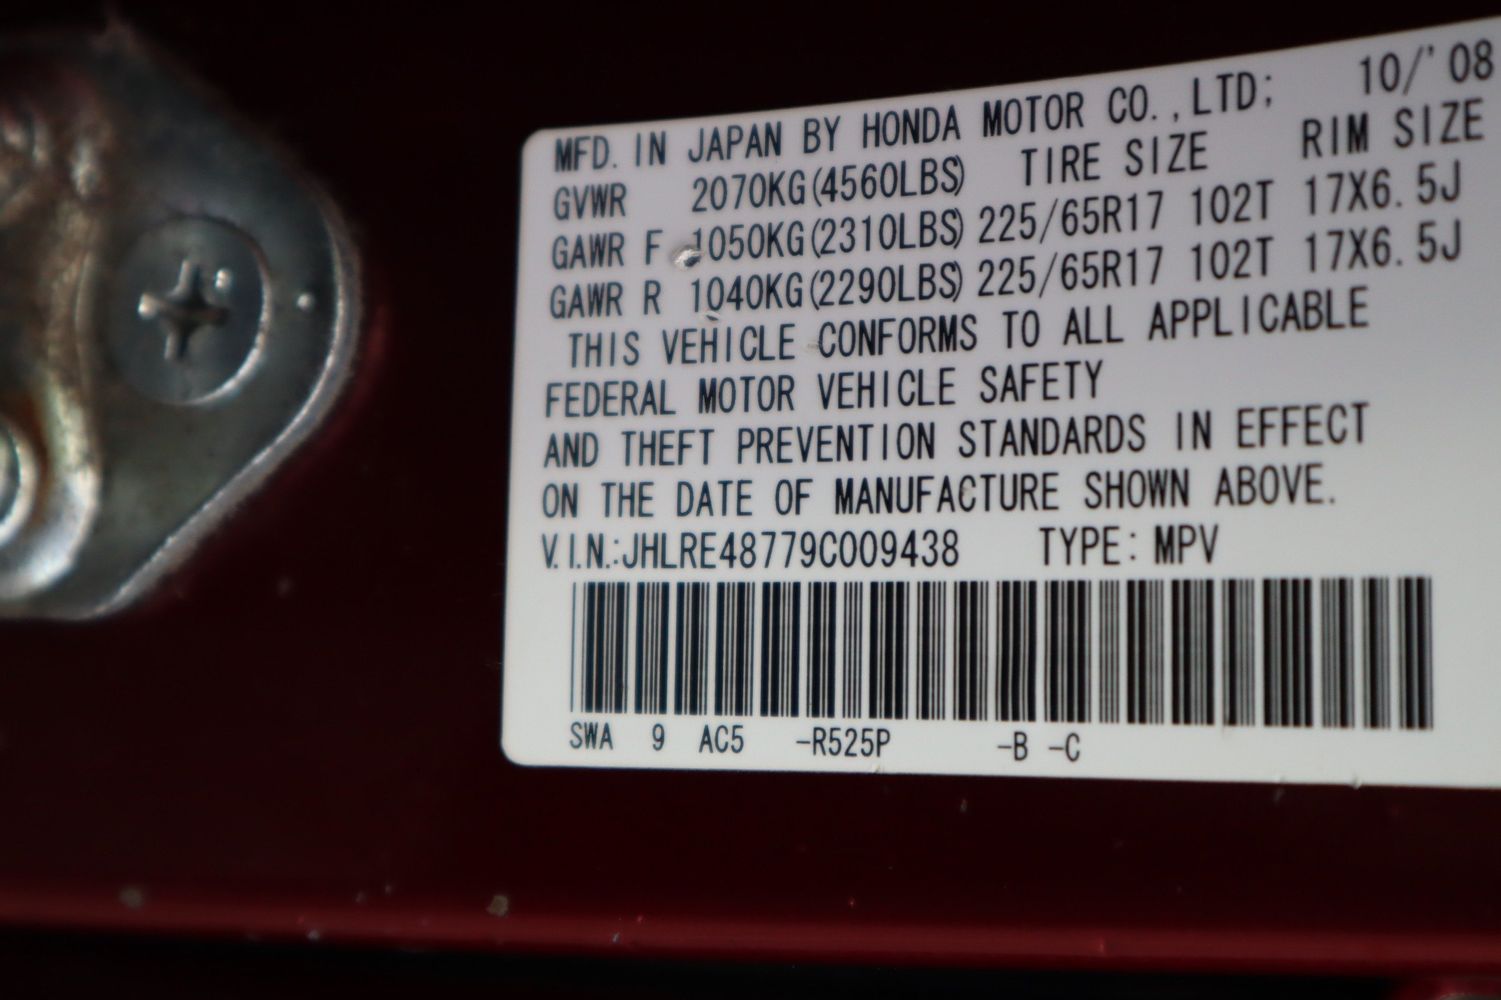 MFD. IN JAPAN BY HONDA MOTOR CO.,LTD; 10/'08
GVWR 2070KG(4560LBS) TIRE SIZE RIM SIZE
GAWR F 1050KG(2310LBS) 225/65R17 102T 17X6.5J
GAWR R 1040KG(2290LBS) 225/65R17 102T 17X6.5J
THIS VEHICLE CONFORMS TO ALL APPLICABLE
FEDERAL MOTOR VEHICLE SAFETY
AND THEFT PREVENTION STANDARDS IN EFFECT
ON THE DATE OF MANUFACTURE SHOWN ABOVE.
V.I.N.:JHLRE48779C009438 TYPE: MPV
SWA 9 AC5 -R525P -B -C